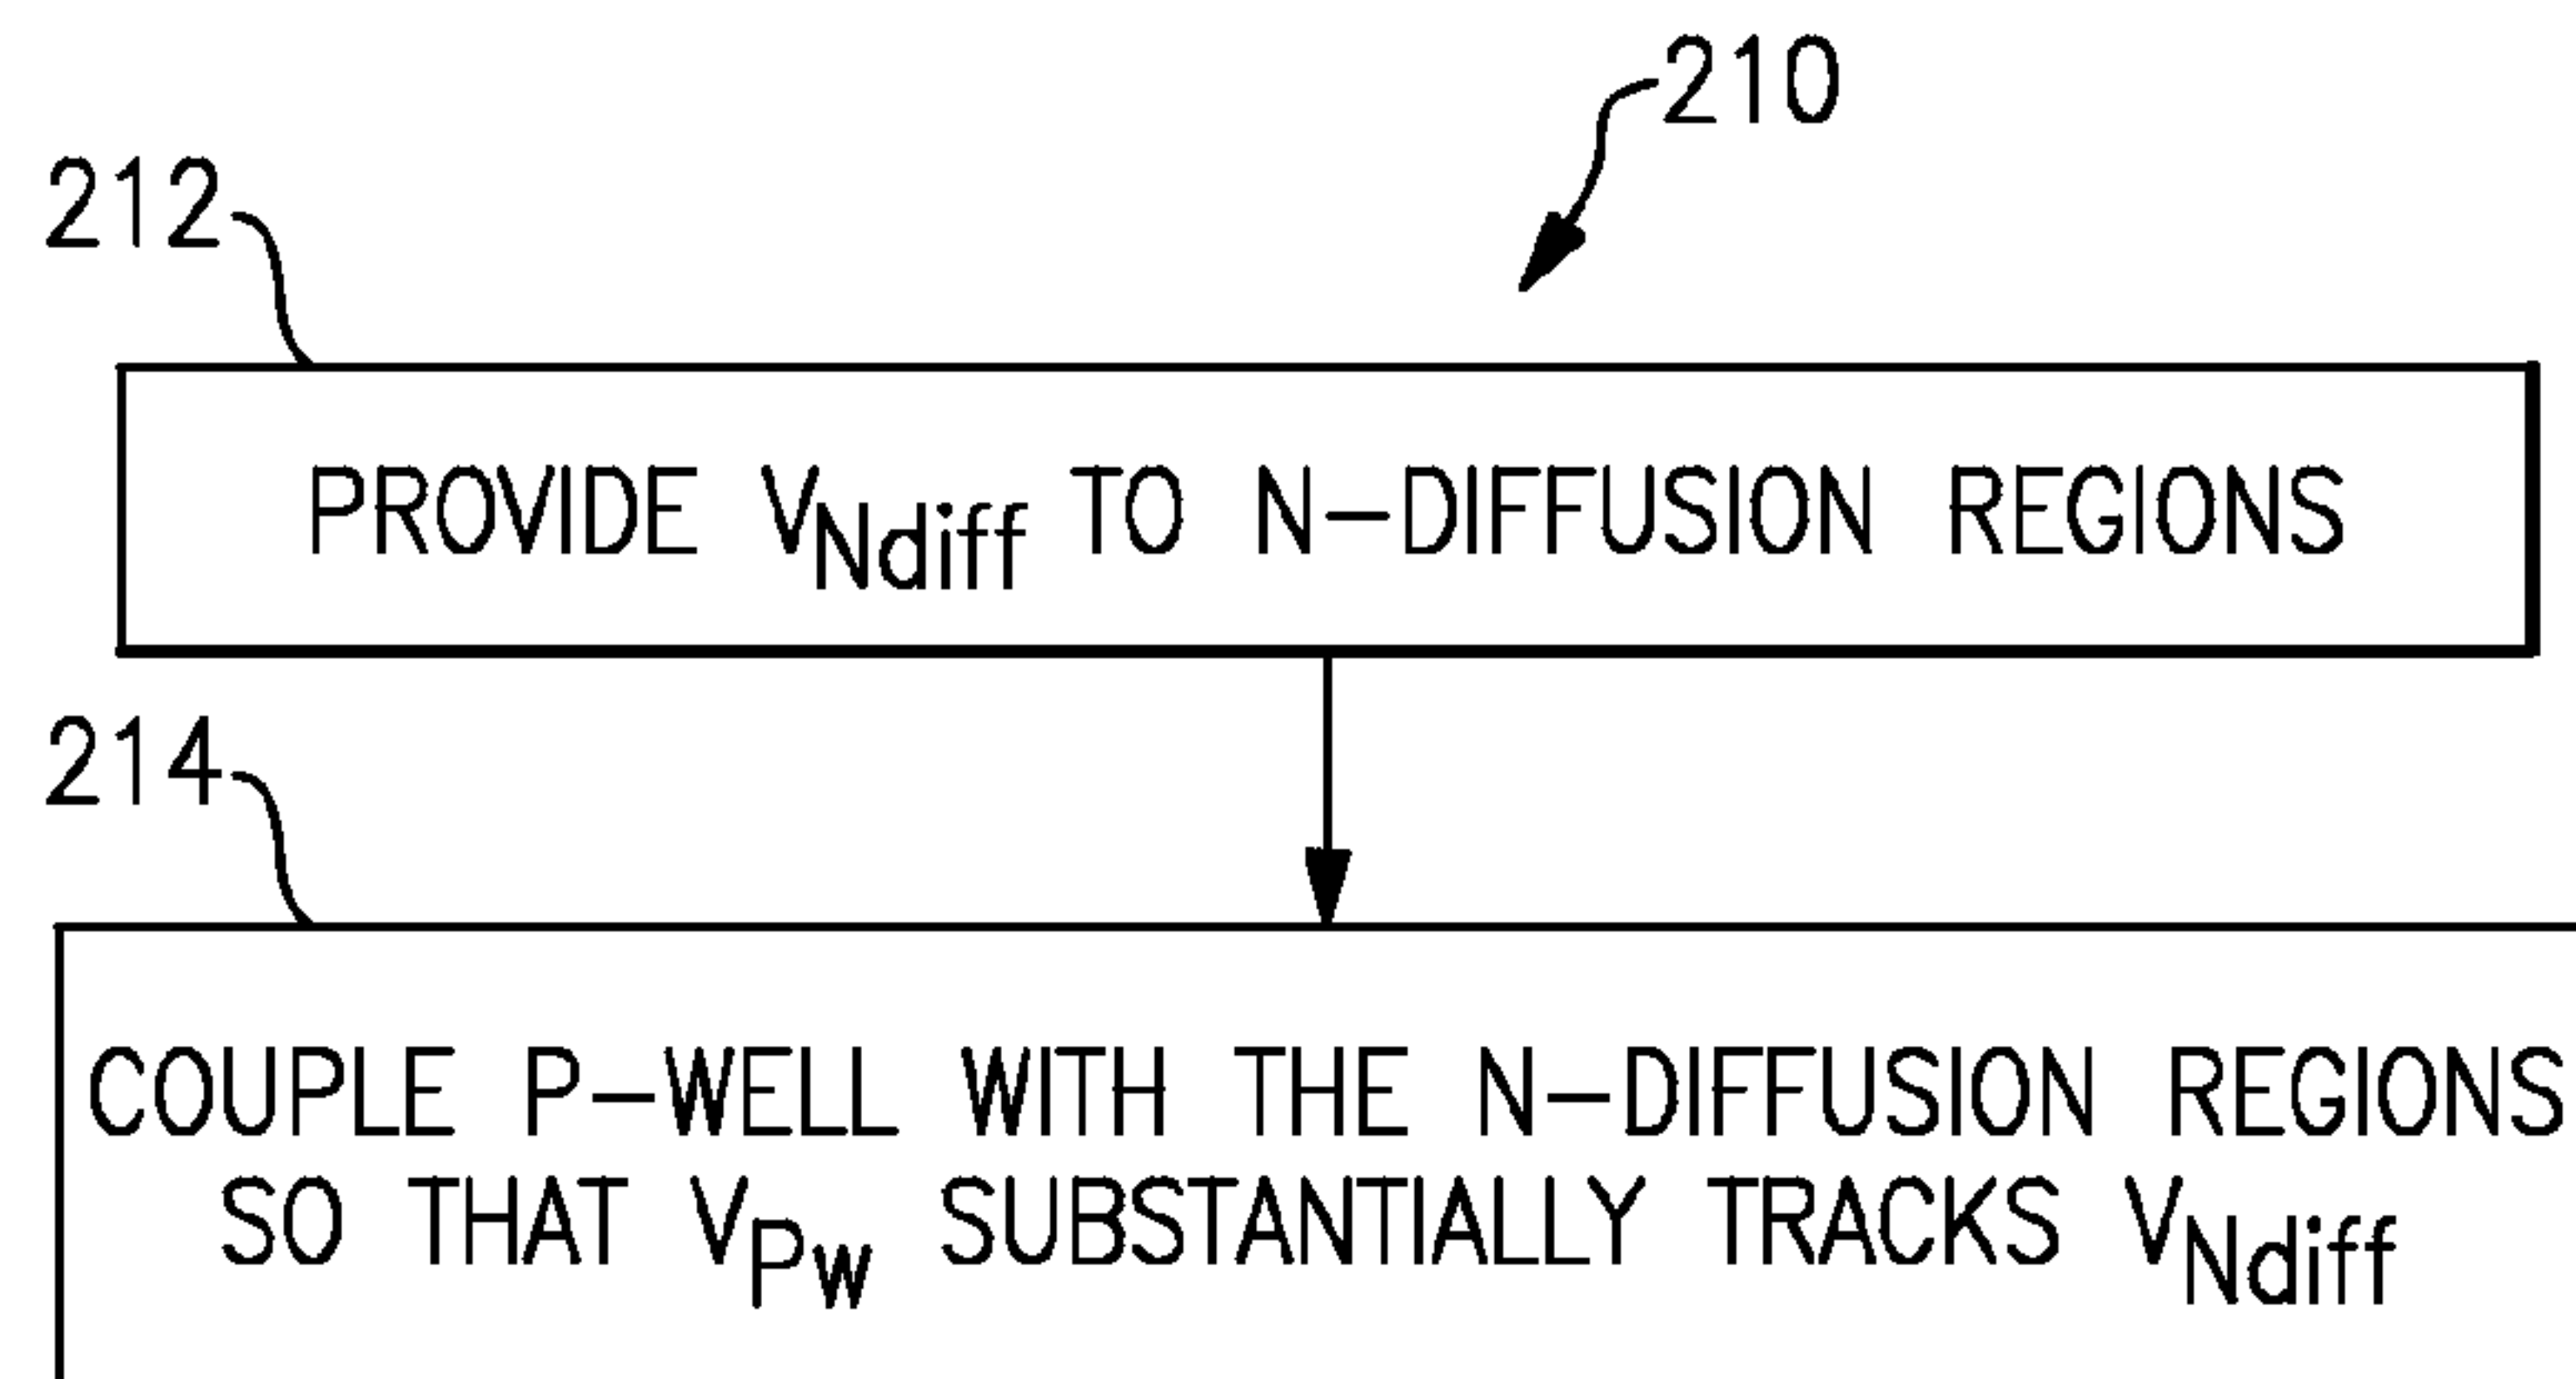 210
212
PROVIDE VNdiff TO N-DIFFUSION REGIONS
214
COUPLE P-WELL WITH THE N-DIFFUSION REGIONS
SO THAT VPw SUBSTANTIALLY TRACKS VNdiff